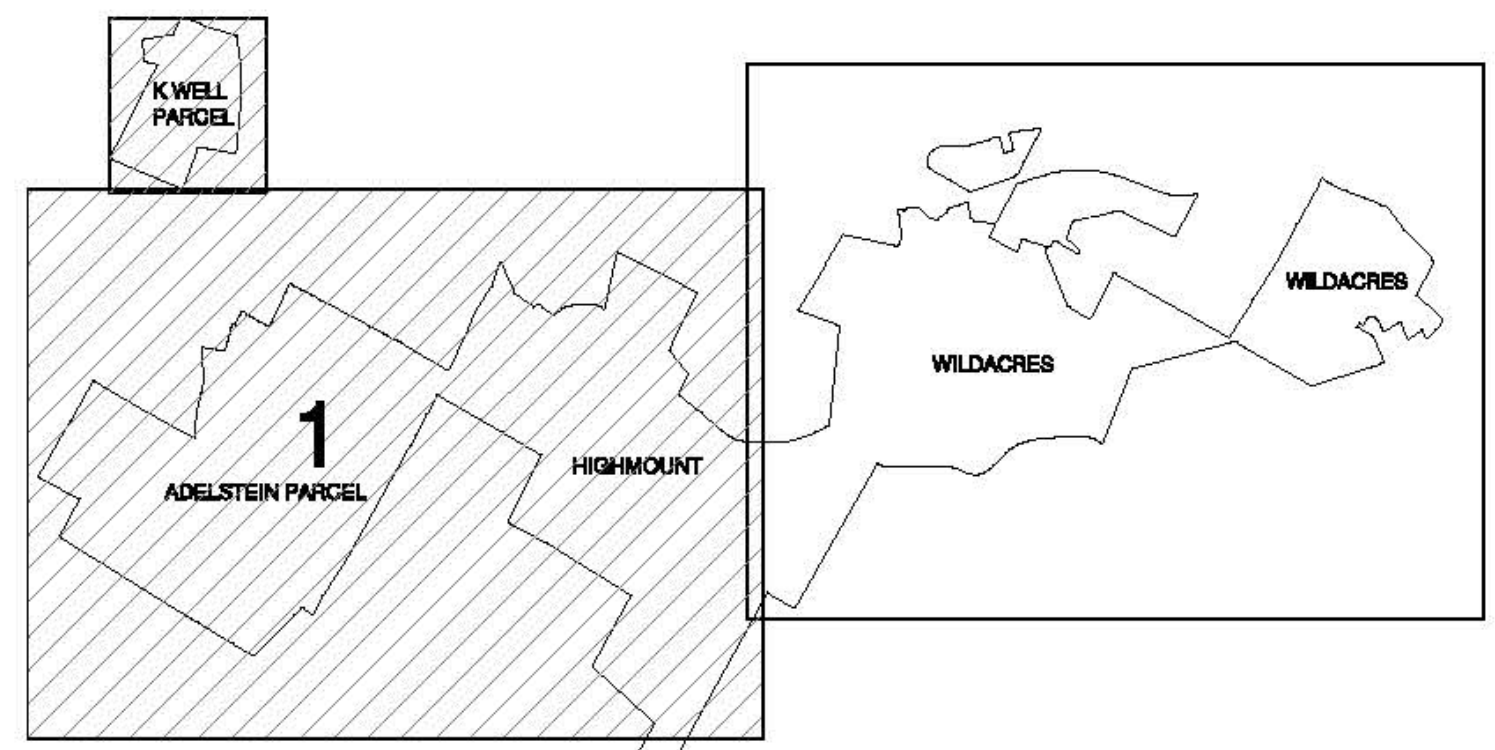 K WELL
PARCEL
WILDACRES
WILDACRES
1
HIGHMOUNT
ADELSTEIN PARCEL